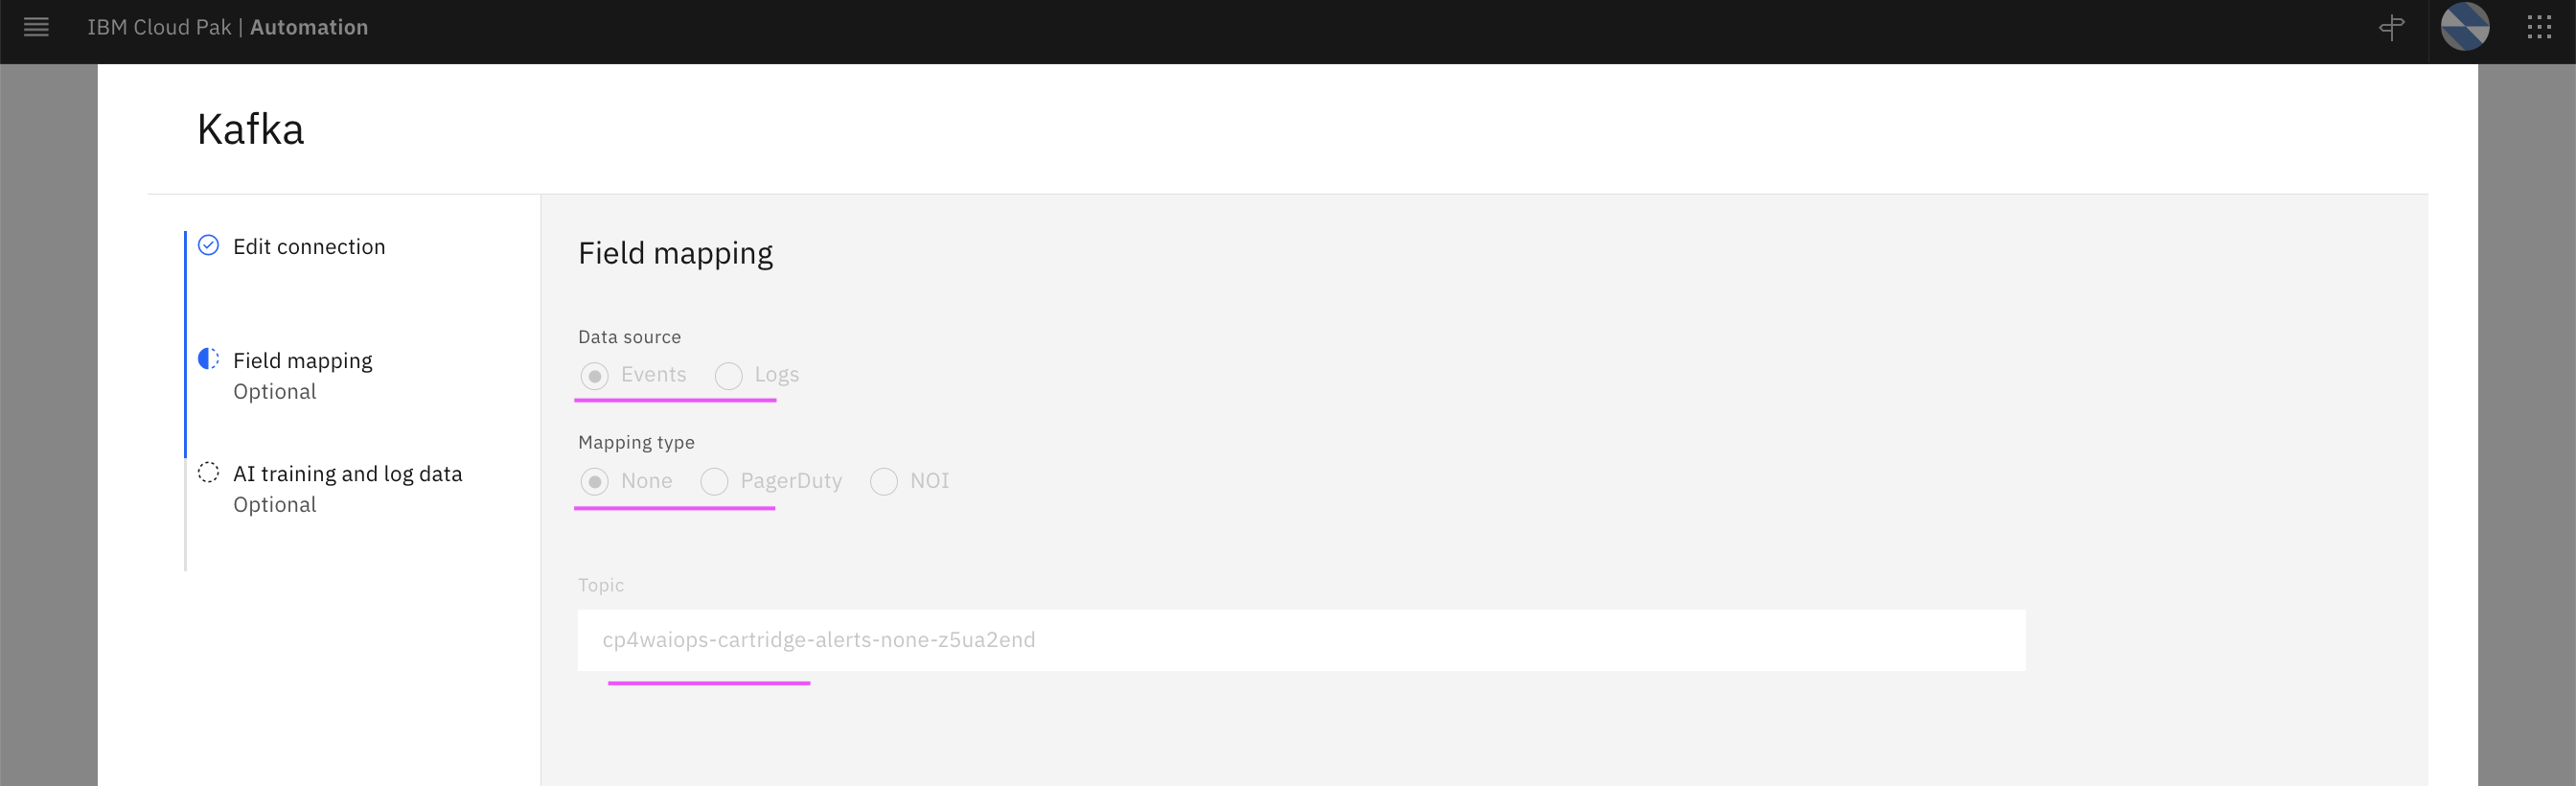 IBM Cloud Pak | Automation
Kafka
Edit connection
Field mapping
Optional
AI training and log data
Optional
Field mapping
Data source
Events Logs
Mapping type
None PagerDuty NOI
Topic
cp4waiops-cartridge-alerts-none-z5ua2end